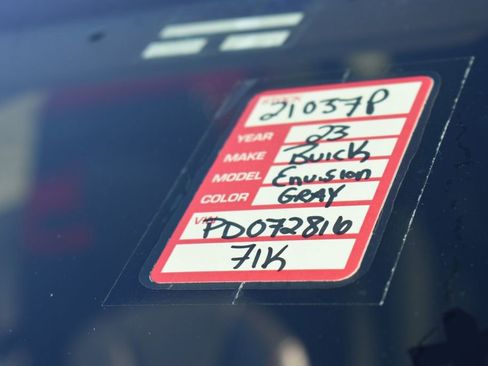 21037P
YEAR 23
MAKE Buick
MODEL Envision
COLOR GRAY
VIN PD072816
71K